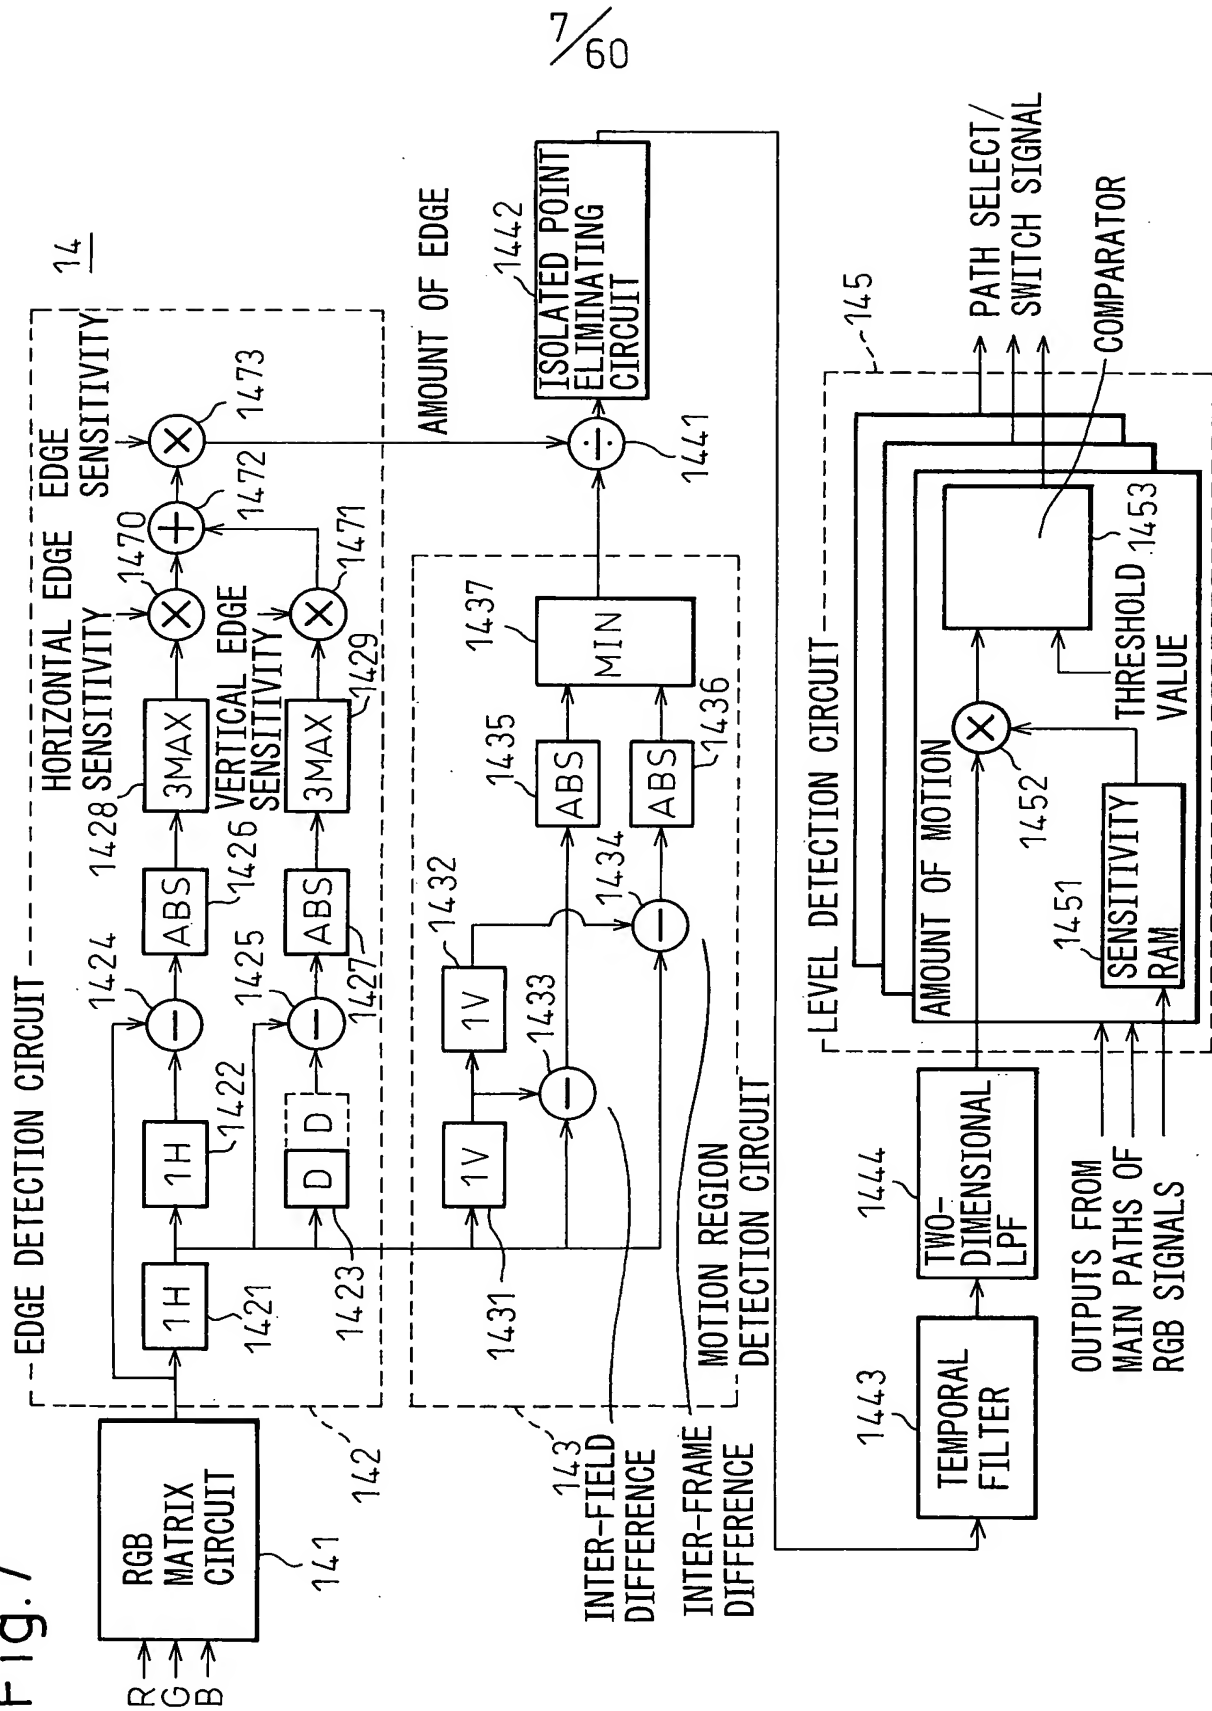 7/60
Fig.7
14
EDGE DETECTION CIRCUIT
HORIZONTAL EDGE
SENSITIVITY
EDGE
SENSITIVITY
R
G
B
RGB
MATRIX
CIRCUIT
141
142
1H
1421
1H
1422
1424
ABS
1426
1428
3MAX
1470
1472
1473
D
D
1423
1425
ABS
1427
VERTICAL EDGE
SENSITIVITY
3MAX
1429
1471
AMOUNT OF EDGE
1V
1431
1V
1432
1433
1434
1435
ABS
ABS
1436
1437
MIN
143
MOTION REGION
DETECTION CIRCUIT
INTER-FIELD
DIFFERENCE
INTER-FRAME
DIFFERENCE
1441
1442
ISOLATED POINT
ELIMINATING
CIRCUIT
1443
TEMPORAL
FILTER
1444
TWO-
DIMENSIONAL
LPF
LEVEL DETECTION CIRCUIT
145
AMOUNT OF MOTION
1451
SENSITIVITY
RAM
1452
THRESHOLD
VALUE
1453
COMPARATOR
PATH SELECT/
SWITCH SIGNAL
OUTPUTS FROM
MAIN PATHS OF
RGB SIGNALS